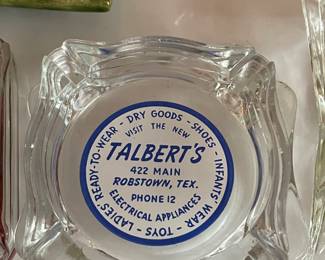 DRY GOODS - SHOES - INFANTS' WEAR - TOYS - LADIES' READY-TO-WEAR -
VISIT THE NEW
TALBERT'S
422 MAIN
ROBSTOWN, TEX.
PHONE 12
ELECTRICAL APPLIANCES